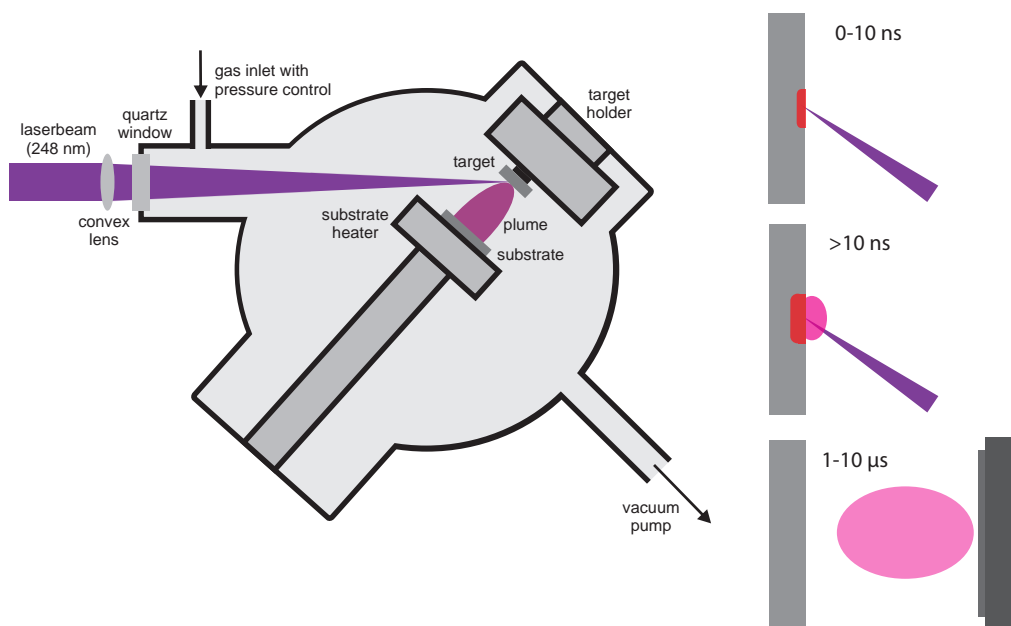 gas inlet with
pressure control
quartz
window
laserbeam
(248 nm)
convex
lens
target
holder
target
substrate
heater
plume
substrate
vacuum
pump
0-10 ns
>10 ns
1-10 µs